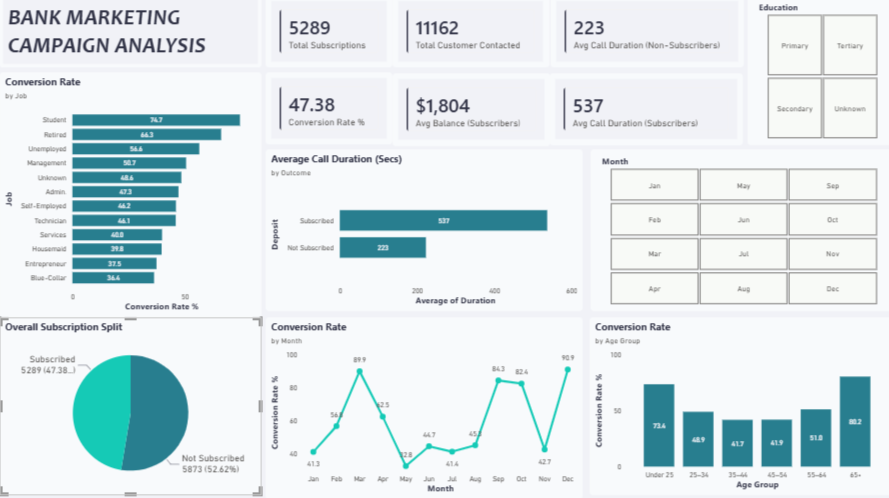 BANK MARKETING
CAMPAIGN ANALYSIS
5289
Total Subscriptions
11162
Total Customer Contacted
223
Avg Call Duration (Non-Subscribers)
47.38
Conversion Rate %
$1,804
Avg Balance (Subscribers)
537
Avg Call Duration (Subscribers)
Education
Primary
Tertiary
Secondary
Unknown
Conversion Rate
by Job
Job
Student 74.7
Retired 66.3
Unemployed 56.6
Management 50.7
Unknown 48.6
Admin. 47.3
Self-Employed 46.2
Technician 46.1
Services 40.0
Housemaid 39.8
Entrepreneur 37.5
Blue-Collar 36.4
0 50
Conversion Rate %
Average Call Duration (Secs)
by Outcome
Deposit
Subscribed 537
Not Subscribed 223
0 200 400 600
Average of Duration
Month
Jan May Sep
Feb Jun Oct
Mar Jul Nov
Apr Aug Dec
Overall Subscription Split
Subscribed
5289 (47.38...)
Not Subscribed
5873 (52.62%)
Conversion Rate
by Month
Conversion Rate %
100
80
60
40
41.3
89.9
62.5
32.8
44.7
41.4
84.3
82.4
42.7
90.9
Jan Feb Mar Apr May Jun Jul Aug Sep Oct Nov Dec
Month
Conversion Rate
by Age Group
Conversion Rate %
100
50
0
73.4
48.9
41.7
41.9
51.0
80.2
Under 25 25-34 35-44 45-54 55-64 65+
Age Group